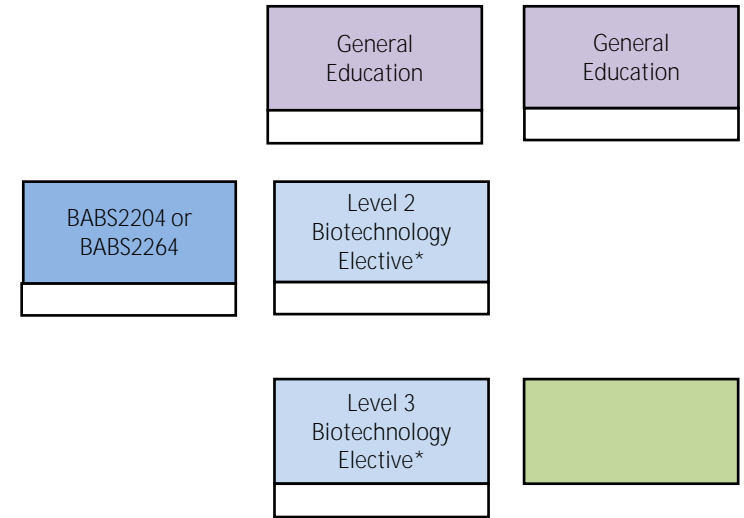 General
Education
General
Education
BABS2204 or
BABS2264
Level 2
Biotechnology
Elective*
Level 3
Biotechnology
Elective*